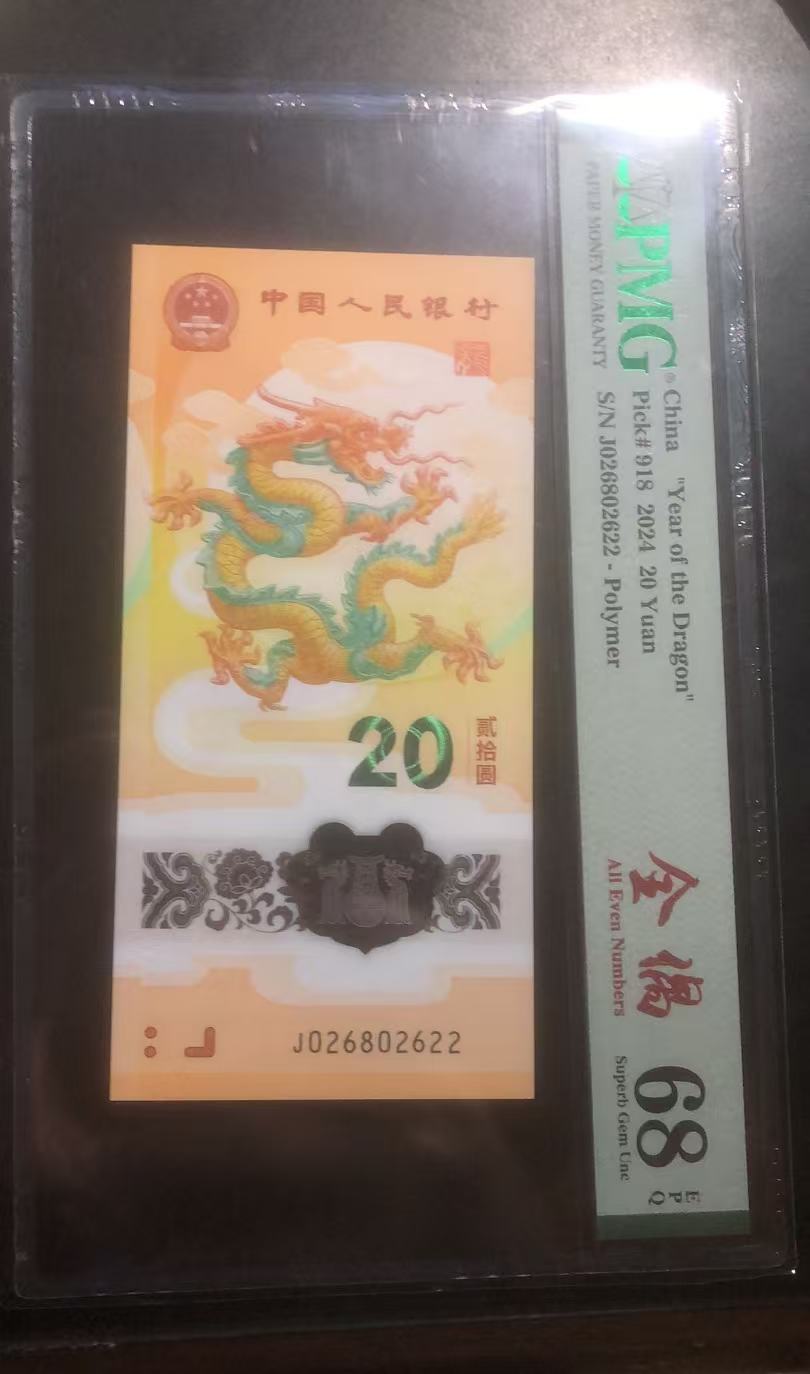 中国人民银行
20
贰拾圆
J026802622
PMG
PAPER MONEY GUARANTY
China "Year of the Dragon"
Pick# 918 2024 20 Yuan
S/N J026802622 - Polymer
全偶
All Even Numbers
68
EPQ
Superb Gem Unc